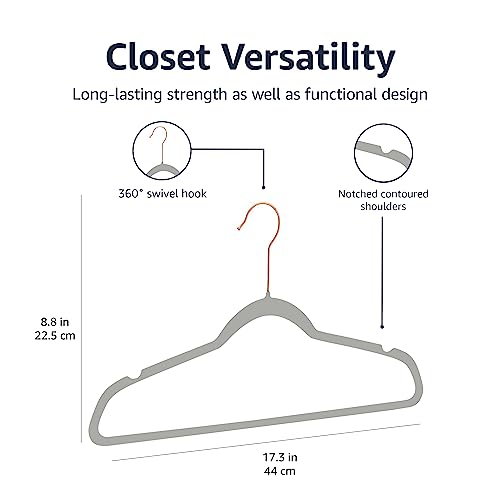 Closet Versatility
Long-lasting strength as well as functional design
360° swivel hook
Notched contoured
shoulders
8.8 in
22.5 cm
17.3 in
44 cm